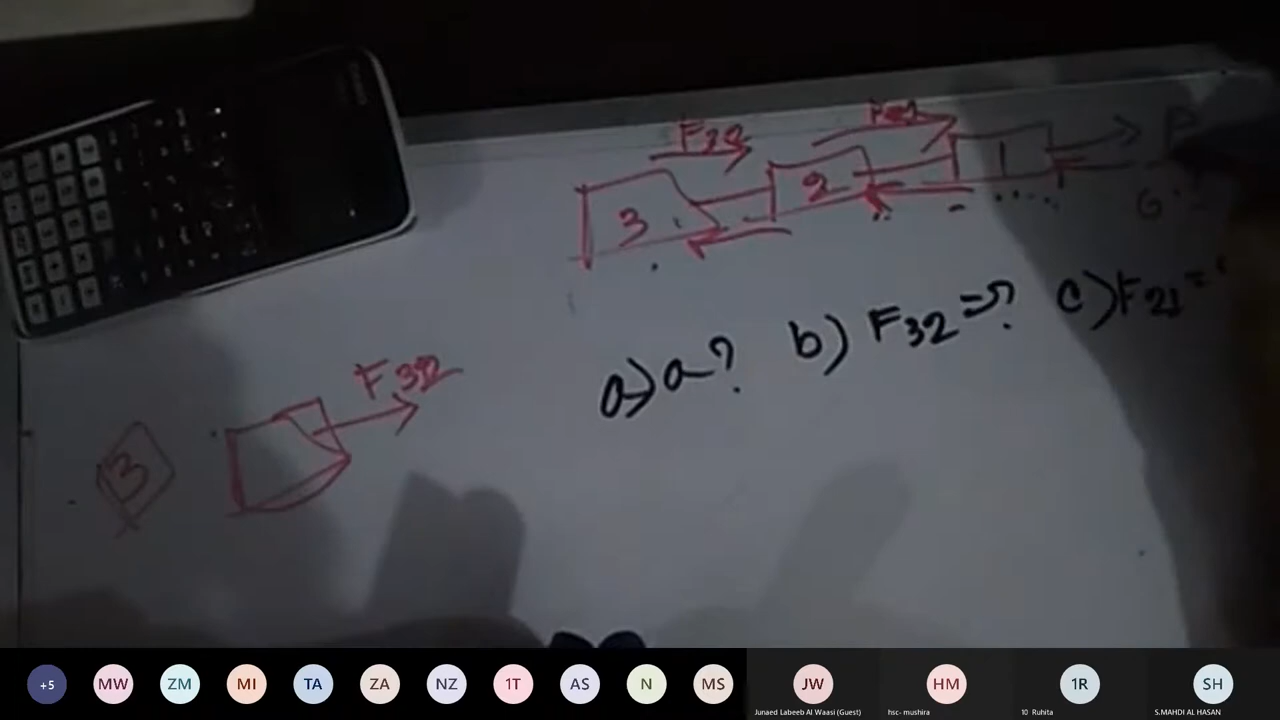 F32 F21
3 2 1 P
a) a? b) F32 = ? c) F21 =
F32
3
+5 MW ZM MI TA ZA NZ 1T AS N MS JW HM 1R SH
Junaed Labeeb Al Waasi (Guest) hsc- mushira 10 Ruhita S.MAHDI AL HASAN